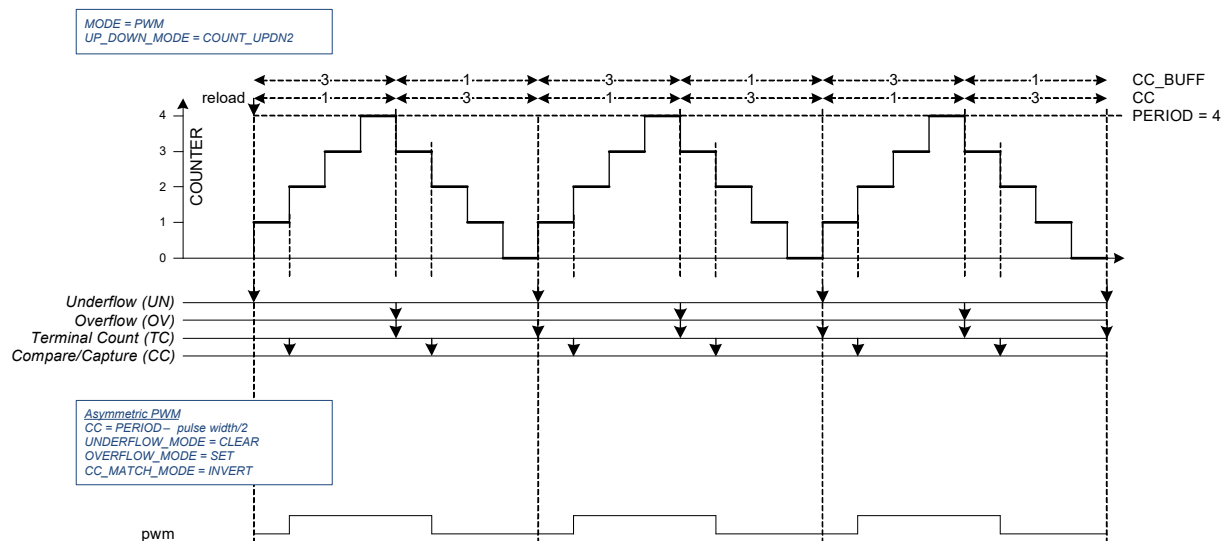 MODE = PWM
UP_DOWN_MODE = COUNT_UPDN2
3 1 3 1 3 1 CC_BUFF
reload 1 3 1 3 1 3 CC
4 PERIOD = 4
COUNTER
3
2
1
0
Underflow (UN)
Overflow (OV)
Terminal Count (TC)
Compare/Capture (CC)
Asymmetric PWM
CC = PERIOD – pulse width/2
UNDERFLOW_MODE = CLEAR
OVERFLOW_MODE = SET
CC_MATCH_MODE = INVERT
pwm